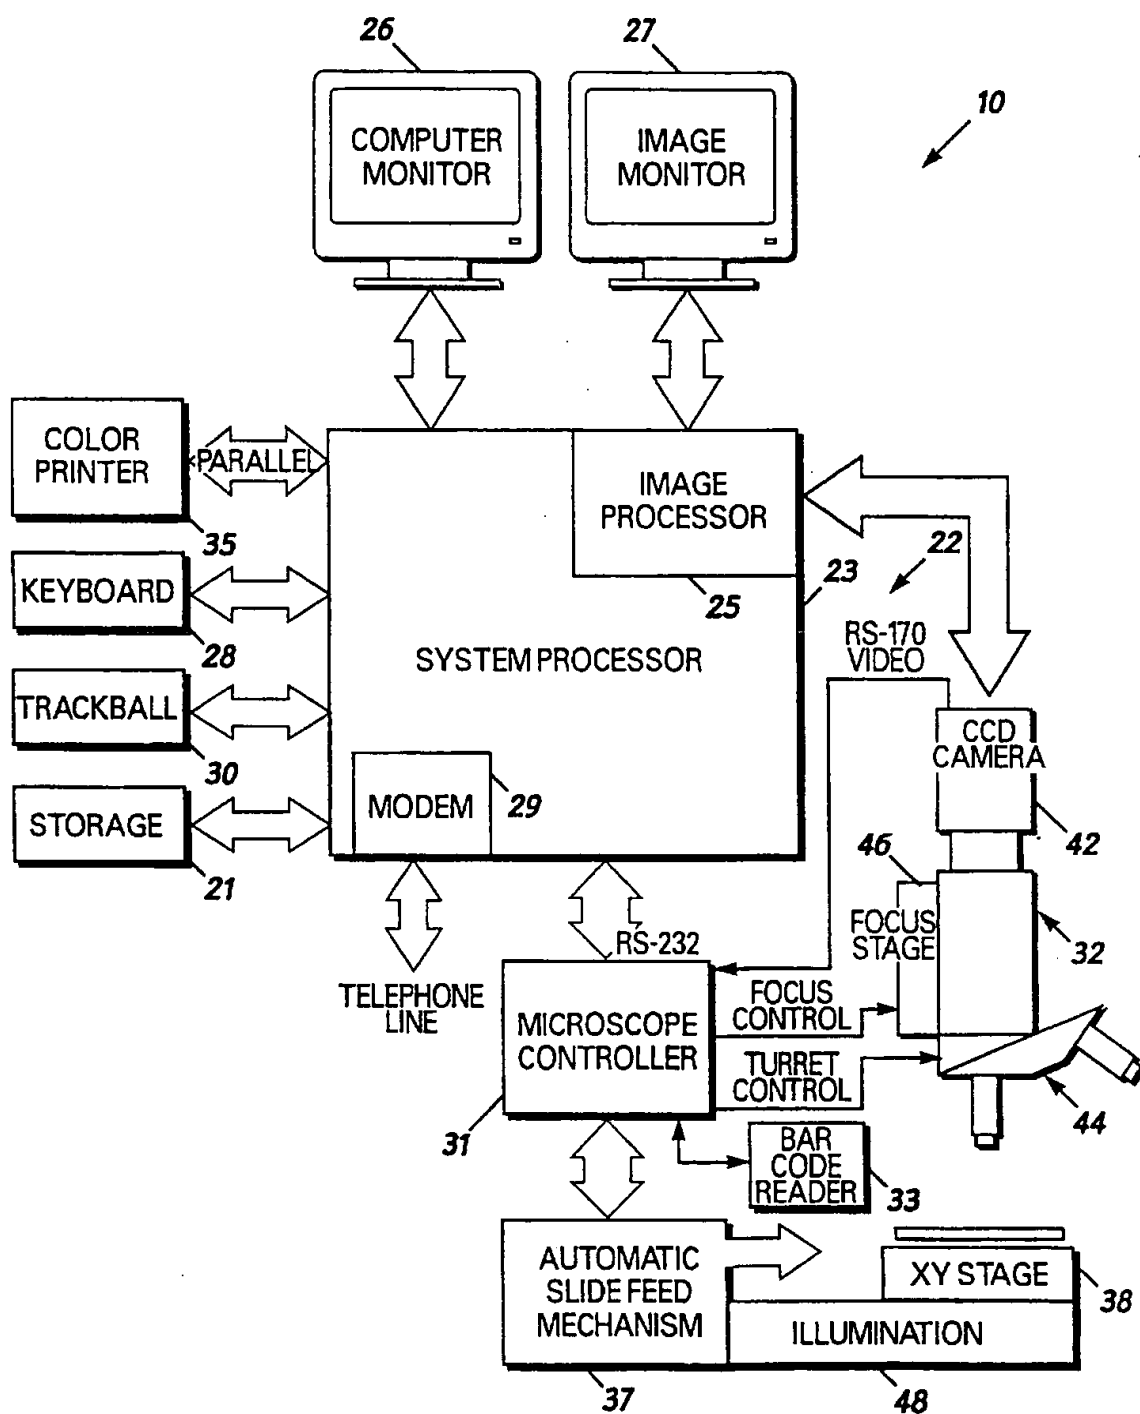 26
27
10
COMPUTER
MONITOR
IMAGE
MONITOR
COLOR
PRINTER
PARALLEL
35
IMAGE
PROCESSOR
25
23
22
KEYBOARD
28
SYSTEM PROCESSOR
RS-170
VIDEO
TRACKBALL
30
CCD
CAMERA
42
STORAGE
21
MODEM
29
46
FOCUS
STAGE
32
RS-232
TELEPHONE
LINE
MICROSCOPE
CONTROLLER
31
FOCUS
CONTROL
TURRET
CONTROL
44
BAR
CODE
READER
33
AUTOMATIC
SLIDE FEED
MECHANISM
37
XY STAGE
38
ILLUMINATION
48